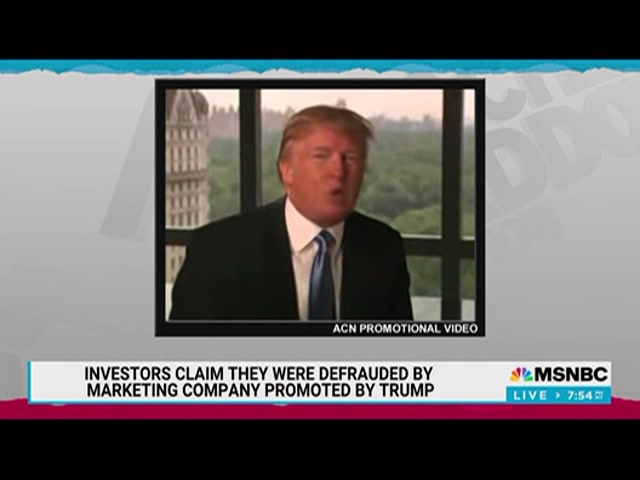 ACN PROMOTIONAL VIDEO
INVESTORS CLAIM THEY WERE DEFRAUDED BY
MARKETING COMPANY PROMOTED BY TRUMP
MSNBC
LIVE > 7:54